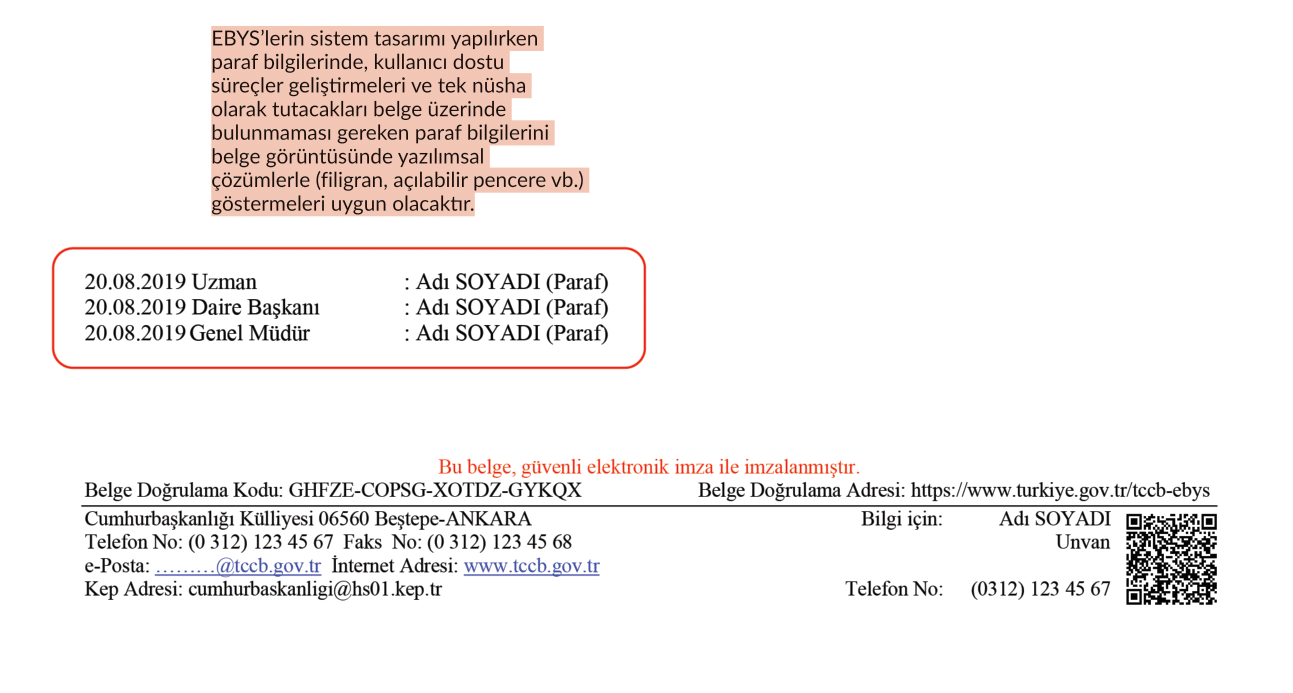 EBYS'lerin sistem tasarımı yapılırken
paraf bilgilerinde, kullanıcı dostu
süreçler geliştirmeleri ve tek nüsha
olarak tutacakları belge üzerinde
bulunmaması gereken paraf bilgilerini
belge görüntüsünde yazılımsal
çözümlerle (filigran, açılabilir pencere vb.)
göstermeleri uygun olacaktır.
20.08.2019 Uzman : Adı SOYADI (Paraf)
20.08.2019 Daire Başkanı : Adı SOYADI (Paraf)
20.08.2019 Genel Müdür : Adı SOYADI (Paraf)
Bu belge, güvenli elektronik imza ile imzalanmıştır.
Belge Doğrulama Kodu: GHFZE-COPSG-XOTDZ-GYKQX Belge Doğrulama Adresi: https://www.turkiye.gov.tr/tccb-ebys
Cumhurbaşkanlığı Külliyesi 06560 Beştepe-ANKARA Bilgi için: Adı SOYADI
Telefon No: (0 312) 123 45 67 Faks No: (0 312) 123 45 68 Unvan
e-Posta: .........@tccb.gov.tr İnternet Adresi: www.tccb.gov.tr
Kep Adresi: cumhurbaskanligi@hs01.kep.tr Telefon No: (0312) 123 45 67